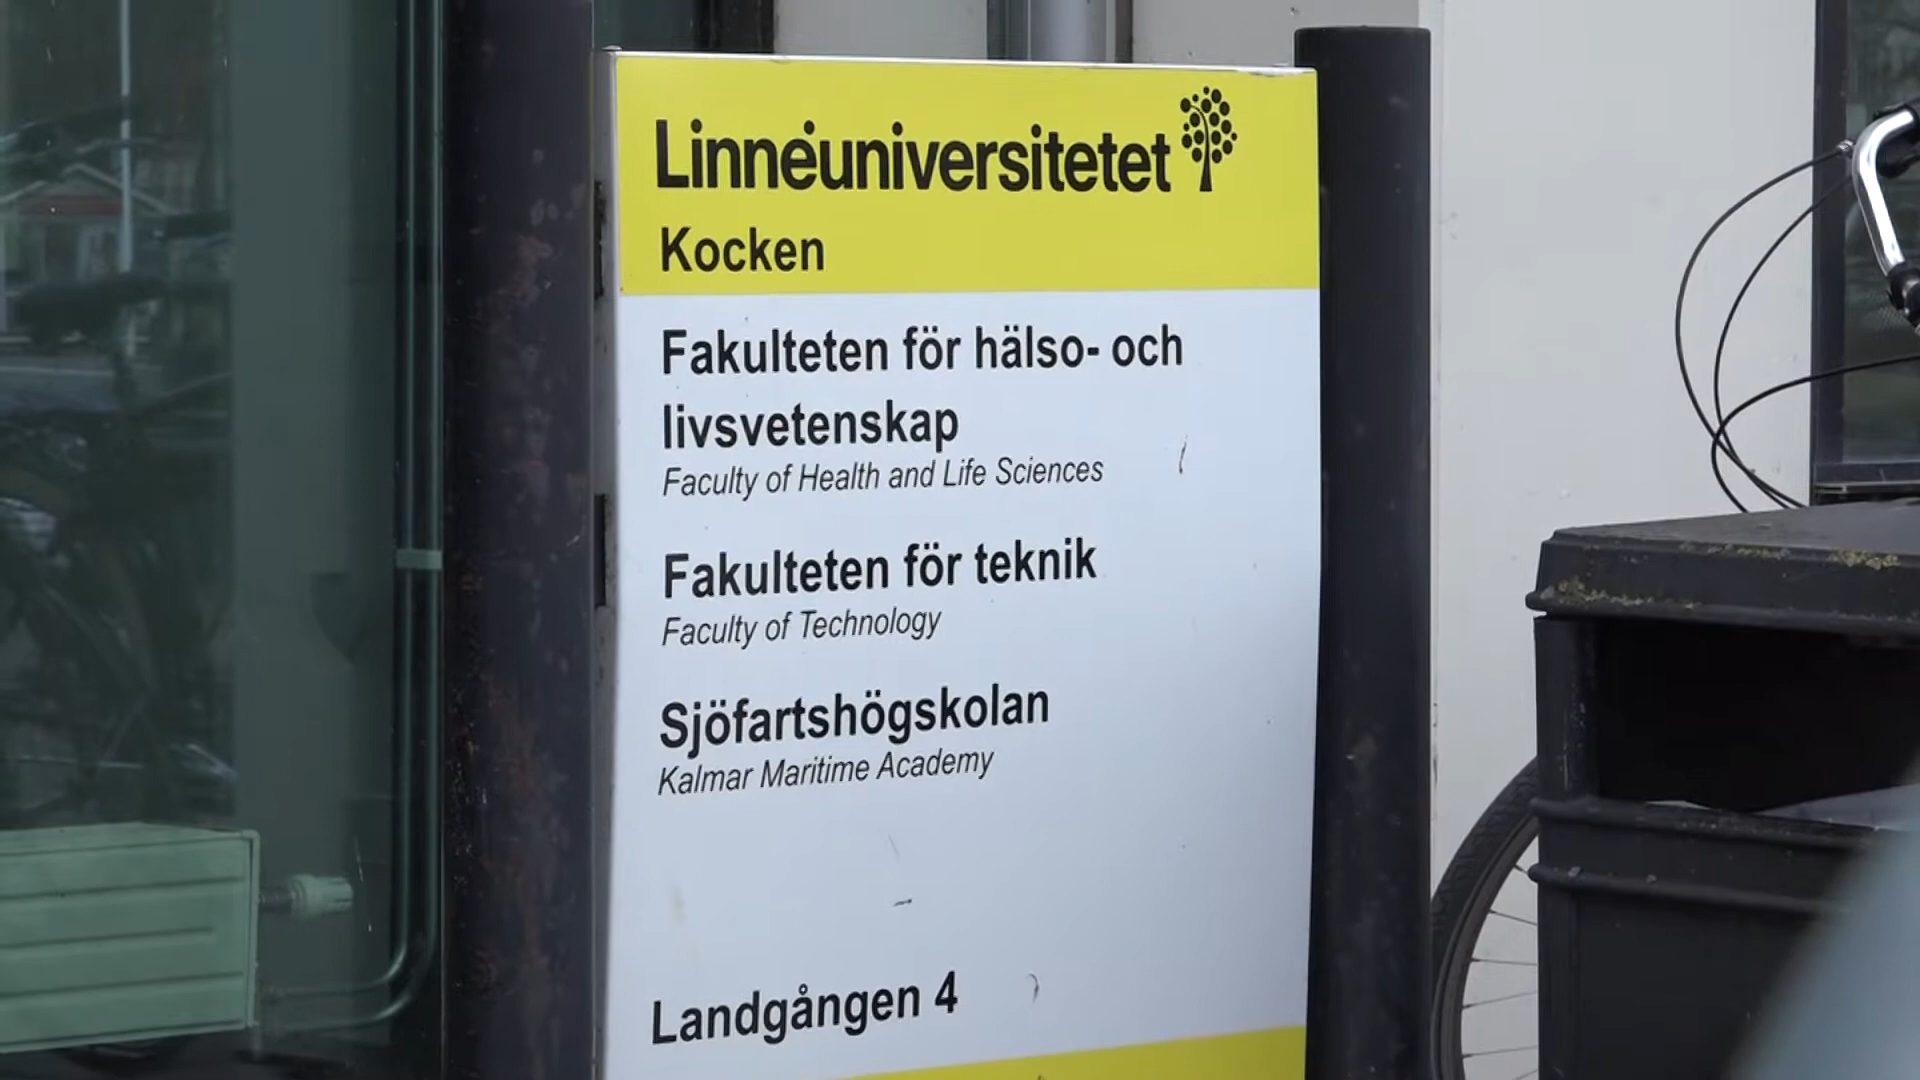 Linnéuniversitetet
Kocken
Fakulteten för hälso- och
livsvetenskap
Faculty of Health and Life Sciences
Fakulteten för teknik
Faculty of Technology
Sjöfartshögskolan
Kalmar Maritime Academy
Landgången 4